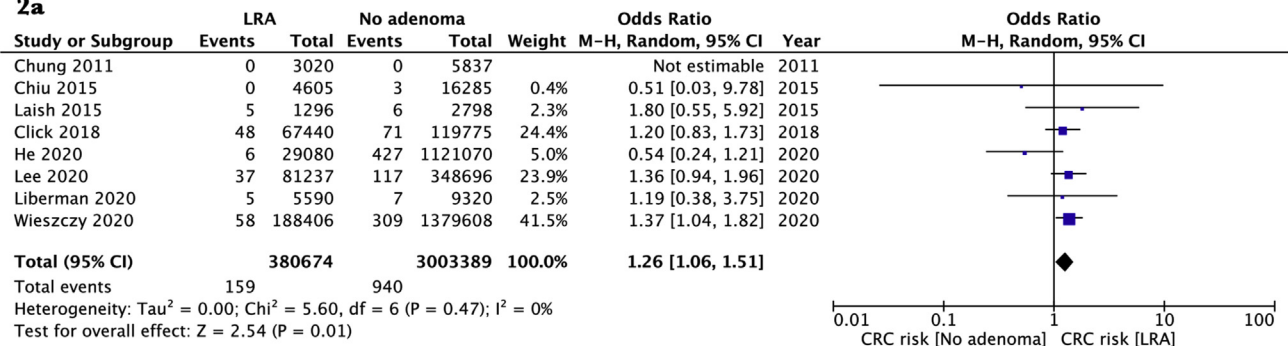 2a
LRA No adenoma Odds Ratio Odds Ratio
Study or Subgroup Events Total Events Total Weight M-H, Random, 95% CI Year M-H, Random, 95% CI
Chung 2011 0 3020 0 5837 Not estimable 2011
Chiu 2015 0 4605 3 16285 0.4% 0.51 [0.03, 9.78] 2015
Laish 2015 5 1296 6 2798 2.3% 1.80 [0.55, 5.92] 2015
Click 2018 48 67440 71 119775 24.4% 1.20 [0.83, 1.73] 2018
He 2020 6 29080 427 1121070 5.0% 0.54 [0.24, 1.21] 2020
Lee 2020 37 81237 117 348696 23.9% 1.36 [0.94, 1.96] 2020
Liberman 2020 5 5590 7 9320 2.5% 1.19 [0.38, 3.75] 2020
Wieszczy 2020 58 188406 309 1379608 41.5% 1.37 [1.04, 1.82] 2020
Total (95% CI) 380674 3003389 100.0% 1.26 [1.06, 1.51]
Total events 159 940
Heterogeneity: Tau² = 0.00; Chi² = 5.60, df = 6 (P = 0.47); I² = 0%
Test for overall effect: Z = 2.54 (P = 0.01)
0.01 0.1 1 10 100
CRC risk [No adenoma] CRC risk [LRA]